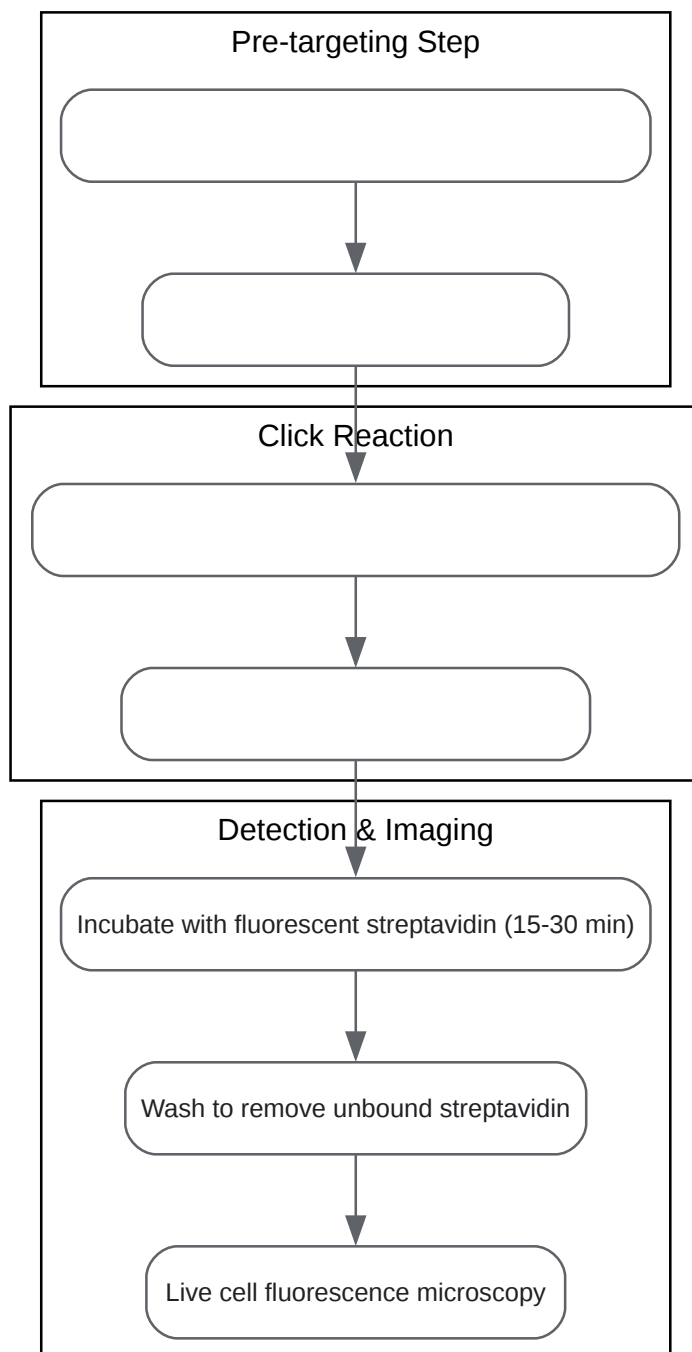 Pre-targeting Step
Click Reaction
Detection & Imaging
Incubate with fluorescent streptavidin (15-30 min)
Wash to remove unbound streptavidin
Live cell fluorescence microscopy